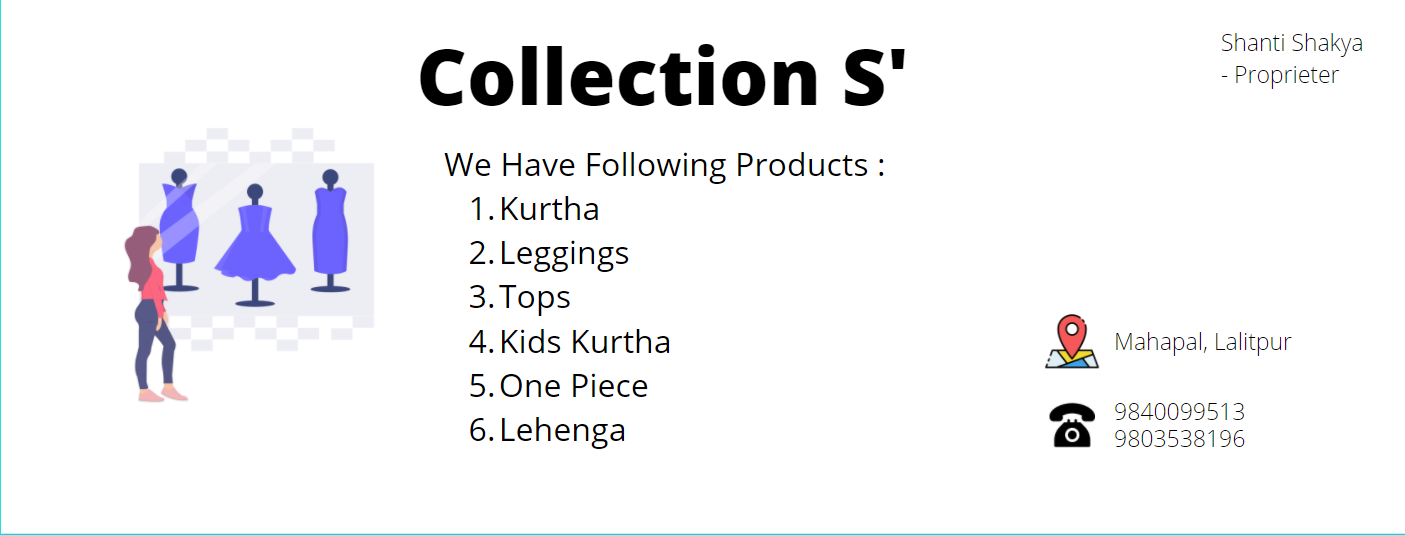 Collection S'
Shanti Shakya
- Proprieter
We Have Following Products :
1. Kurtha
2. Leggings
3. Tops
4. Kids Kurtha
5. One Piece
6. Lehenga
Mahapal, Lalitpur
9840099513
9803538196